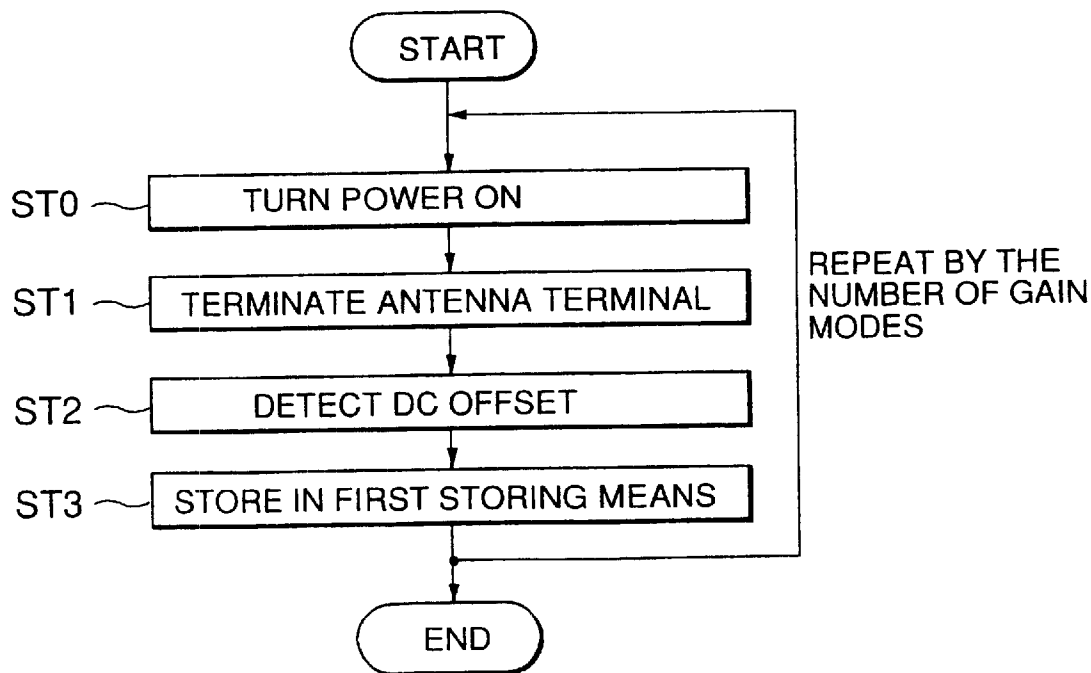 START
ST0
TURN POWER ON
ST1
TERMINATE ANTENNA TERMINAL
REPEAT BY THE
NUMBER OF GAIN
MODES
ST2
DETECT DC OFFSET
ST3
STORE IN FIRST STORING MEANS
END